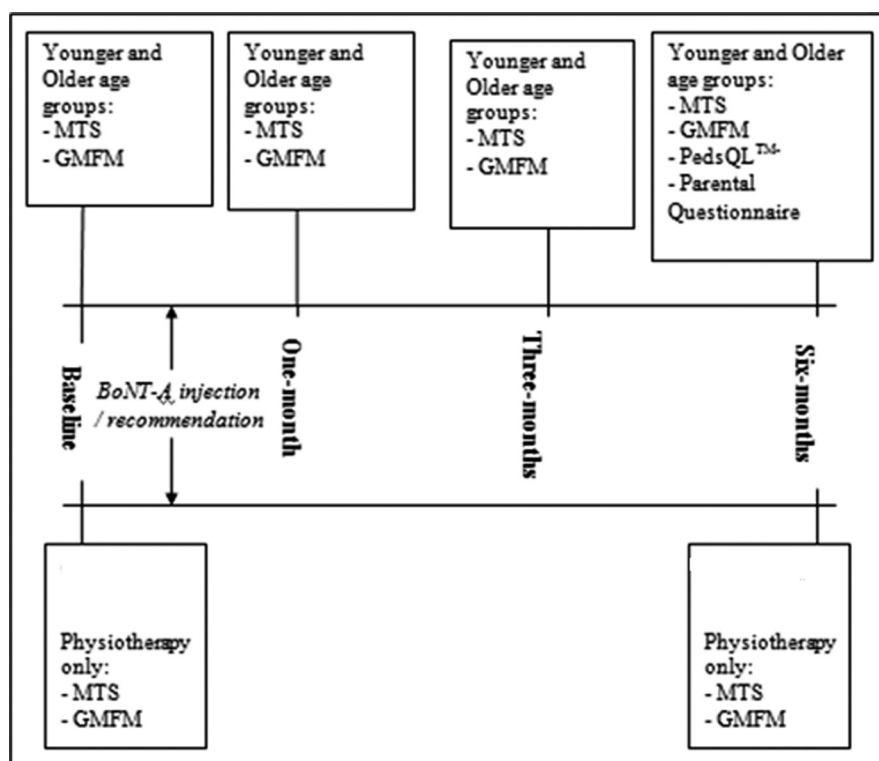 Younger and
Older age
groups:
- MTS
- GMFM
Younger and
Older age
groups:
- MTS
- GMFM
Younger and
Older age
groups:
- MTS
- GMFM
Younger and Older
age groups:
- MTS
- GMFM
- PedsQL™-
- Parental
Questionnaire
Baseline
BoNT-A injection
/ recommendation
One-month
Three-months
Six-months
Physiotherapy
only:
- MTS
- GMFM
Physiotherapy
only:
- MTS
- GMFM